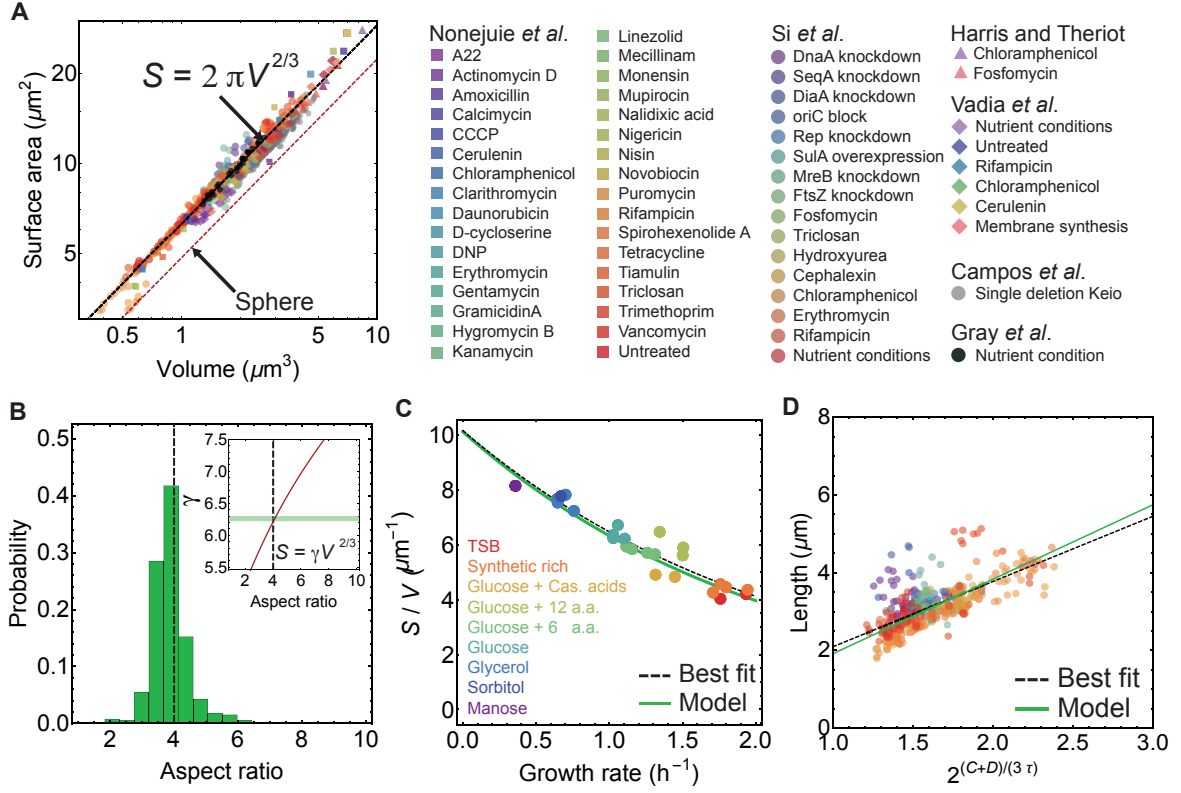 A
S = 2 πV^2/3
Sphere
Surface area (μm²)
20
10
5
0.5
1
5
10
Volume (μm³)
Nonejuie et al.
A22
Actinomycin D
Amoxicillin
Calcimycin
CCCP
Cerulenin
Chloramphenicol
Clarithromycin
Daunorubicin
D-cycloserine
DNP
Erythromycin
Gentamycin
GramicidinA
Hygromycin B
Kanamycin
Linezolid
Mecillinam
Monensin
Mupirocin
Nalidixic acid
Nigericin
Nisin
Novobiocin
Puromycin
Rifampicin
Spirohexenolide A
Tetracycline
Tiamulin
Triclosan
Trimethoprim
Vancomycin
Untreated
Si et al.
DnaA knockdown
SeqA knockdown
DiaA knockdown
oriC block
Rep knockdown
SulA overexpression
MreB knockdown
FtsZ knockdown
Fosfomycin
Triclosan
Hydroxyurea
Cephalexin
Chloramphenicol
Erythromycin
Rifampicin
Nutrient conditions
Harris and Theriot
Chloramphenicol
Fosfomycin
Vadia et al.
Nutrient conditions
Untreated
Rifampicin
Chloramphenicol
Cerulenin
Membrane synthesis
Campos et al.
Single deletion Keio
Gray et al.
Nutrient condition
B
Probability
0.5
0.4
0.3
0.2
0.1
0.0
2
4
6
8
10
Aspect ratio
γ
7.5
7.0
6.5
6.0
5.5
S = γV^2/3
2
4
6
8
10
Aspect ratio
C
S / V (μm⁻¹)
10
8
6
4
2
0
TSB
Synthetic rich
Glucose + Cas. acids
Glucose + 12 a.a.
Glucose + 6 a.a.
Glucose
Glycerol
Sorbitol
Manose
Best fit
Model
0.0
0.5
1.0
1.5
2.0
Growth rate (h⁻¹)
D
Length (μm)
8
6
4
2
0
Best fit
Model
1.0
1.5
2.0
2.5
3.0
2^(C+D)/(3 τ)